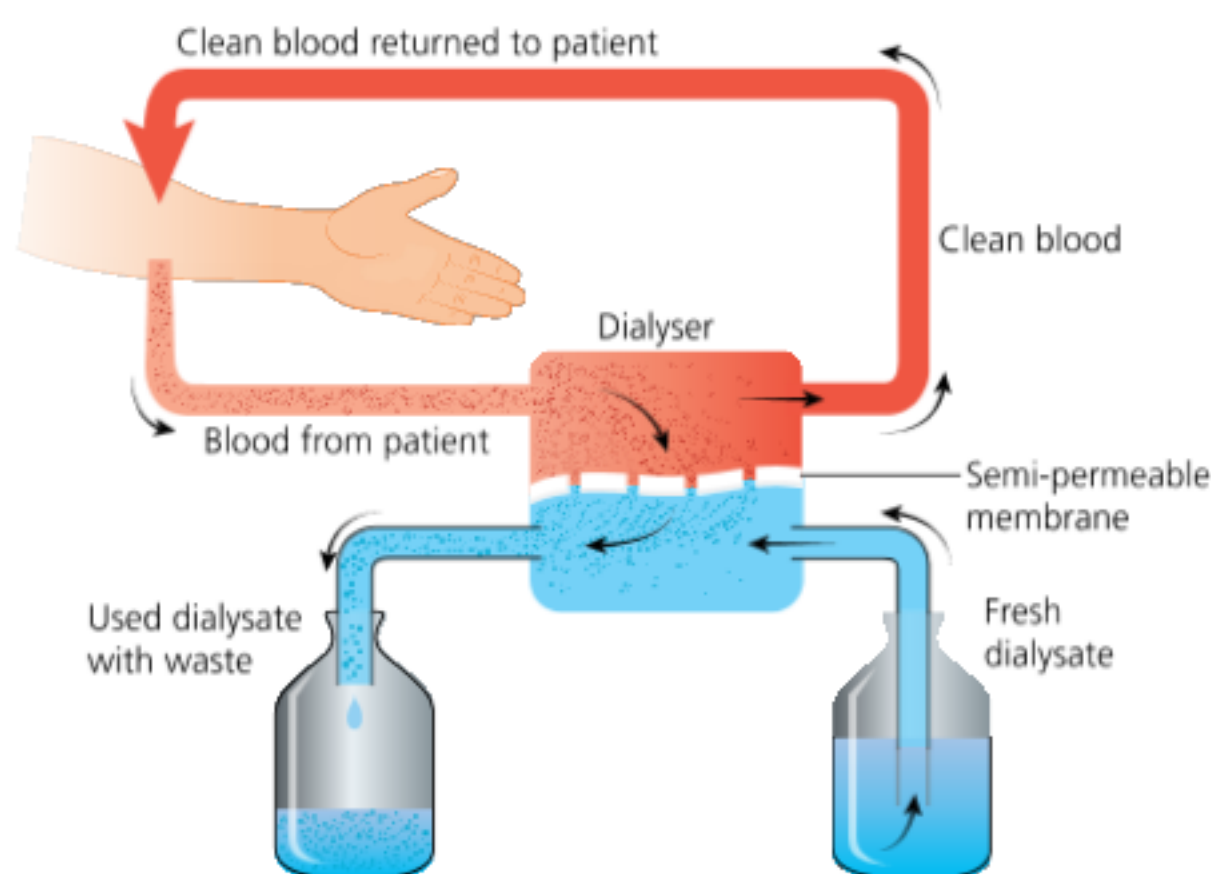 Clean blood returned to patient
Clean blood
Dialyser
Blood from patient
Semi-permeable
membrane
Used dialysate
with waste
Fresh
dialysate